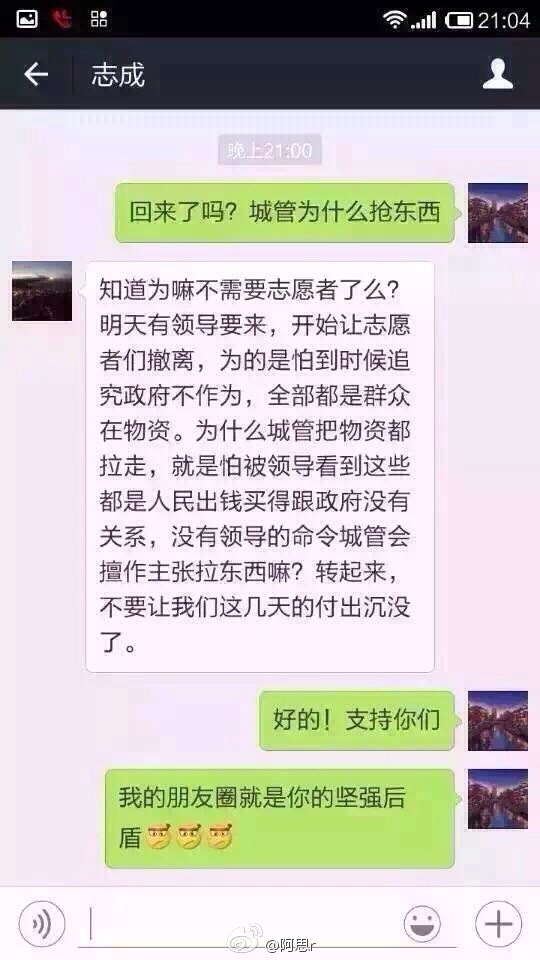 21:04
志成
晚上21:00
回来了吗？城管为什么抢东西
知道为嘛不需要志愿者了么？
明天有领导要来，开始让志愿
者们撤离，为的是怕到时候追
究政府不作为，全部都是群众
在物资。为什么城管把物资都
拉走，就是怕被领导看到这些
都是人民出钱买得跟政府没有
关系，没有领导的命令城管会
擅作主张拉东西嘛？转起来，
不要让我们这几天的付出沉没
了。
好的！支持你们
我的朋友圈就是你的坚强后
盾
@阿思r